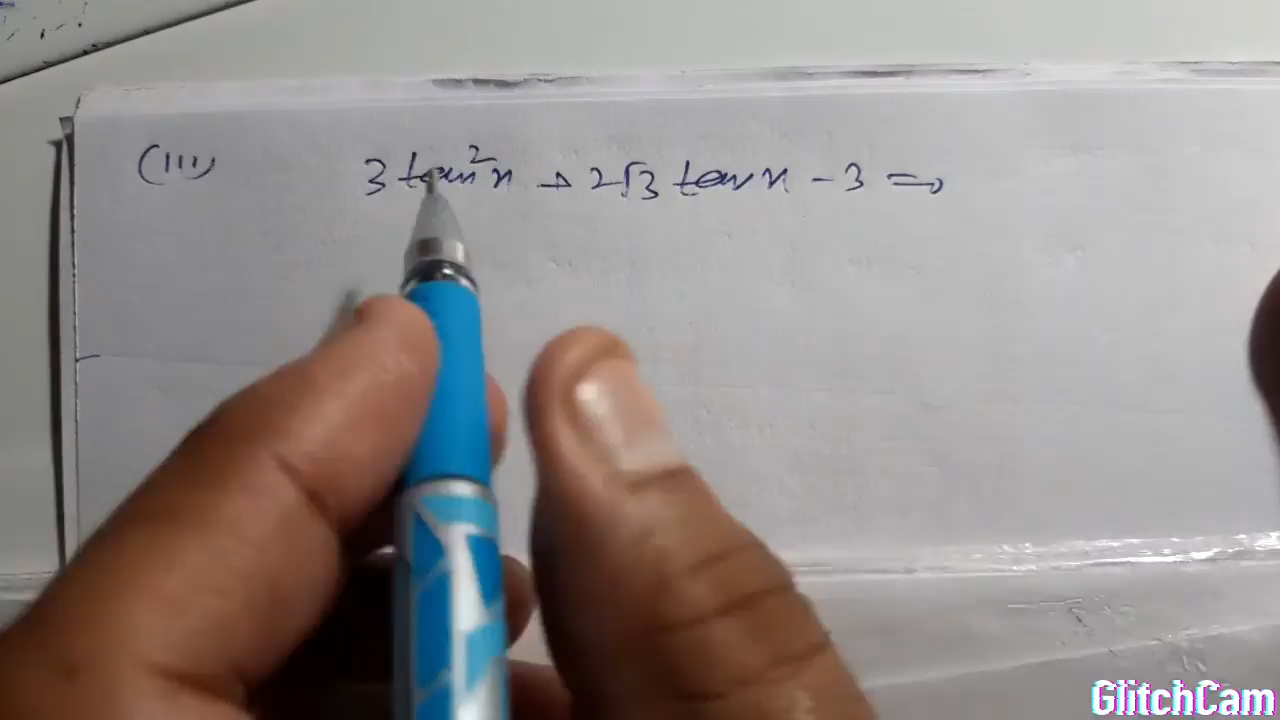 (III) 3 tan²x + 2√3 tan x - 3 = 0
GlitchCam